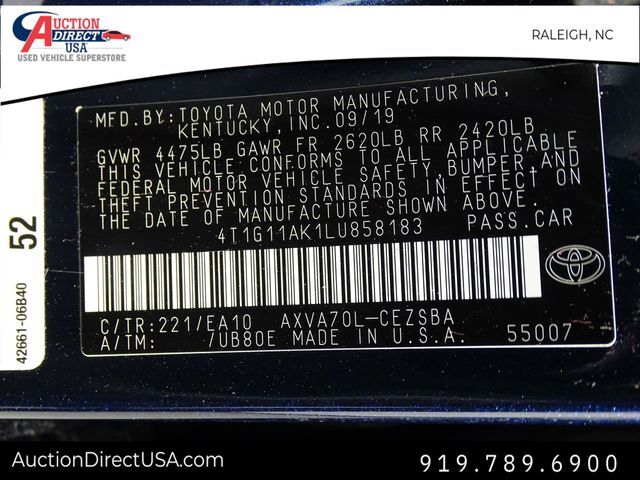 AUCTION
DIRECT
USA
USED VEHICLE SUPERSTORE
RALEIGH, NC
MFD.BY:TOYOTA MOTOR MANUFACTURING,
KENTUCKY,INC.09/19
GVWR 4475LB GAWR FR 2620LB RR 2420LB
THIS VEHICLE CONFORMS TO ALL APPLICABLE
FEDERAL MOTOR VEHICLE SAFETY,BUMPER,AND
THEFT PREVENTION STANDARDS IN EFFECT ON
THE DATE OF MANUFACTURE SHOWN ABOVE.
4T1G11AK1LU858183 PASS.CAR
C/TR:221/EA10 AXVA70L-CEZSBA
A/TM: 7UB80E MADE IN U.S.A. 55007
52
42661-06B40
AuctionDirectUSA.com
919.789.6900